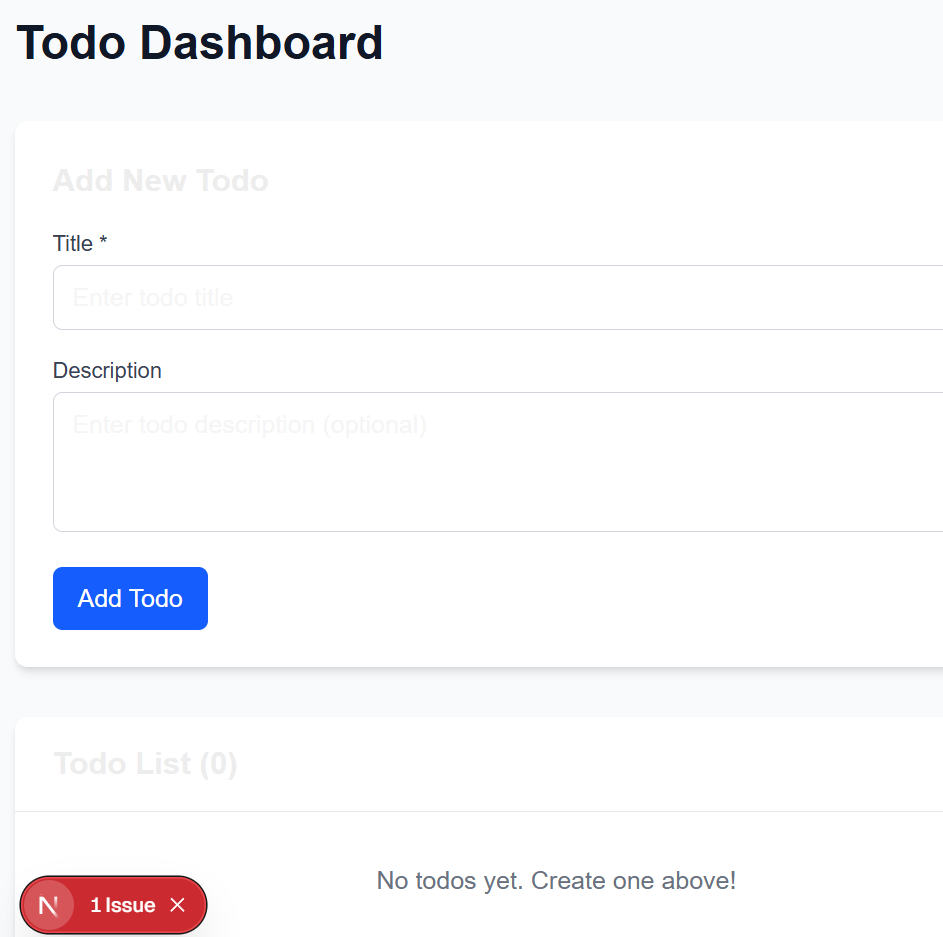 Todo Dashboard
Add New Todo
Title *
Enter todo title
Description
Enter todo description (optional)
Add Todo
Todo List (0)
No todos yet. Create one above!
N 1 Issue ×